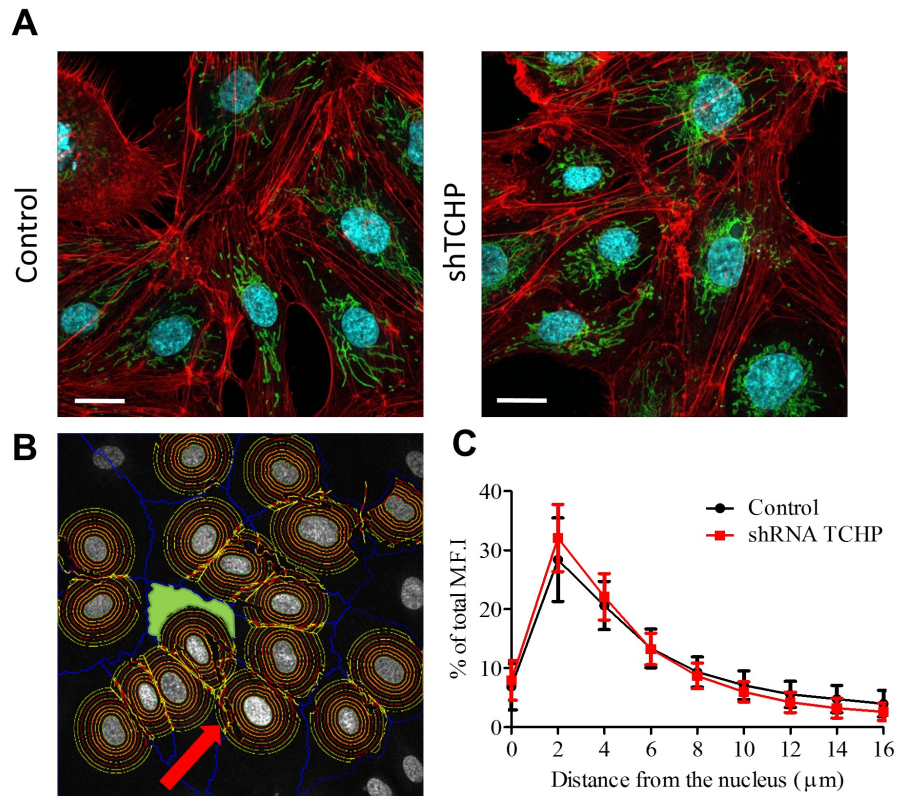 A
Control
shTCHP
B
C
% of total M.F.I
40
30
20
10
0
Control
shRNA TCHP
0 2 4 6 8 10 12 14 16
Distance from the nucleus (μm)